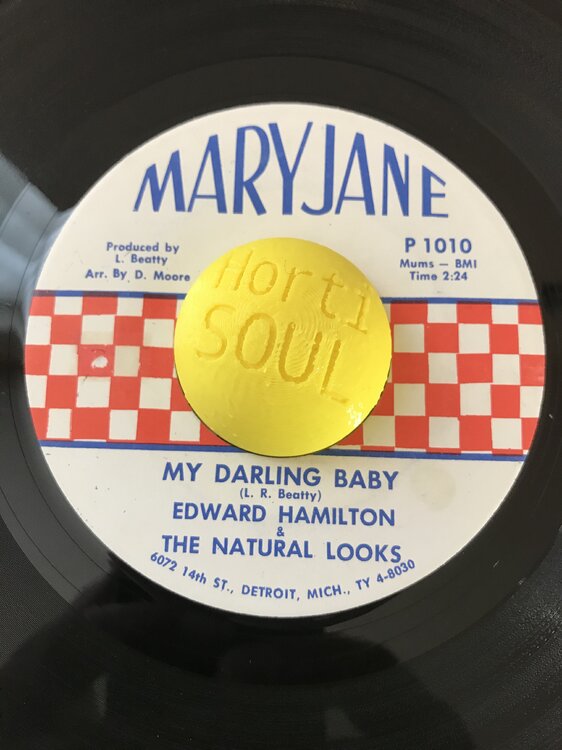 MARYJANE
Produced by
L. Beatty
Arr. By D. Moore
P 1010
Mums — BMI
Time 2:24
Horti
SOUL
MY DARLING BABY
(L. R. Beatty)
EDWARD HAMILTON
&
THE NATURAL LOOKS
6072 14th ST., DETROIT, MICH., TY 4-8030